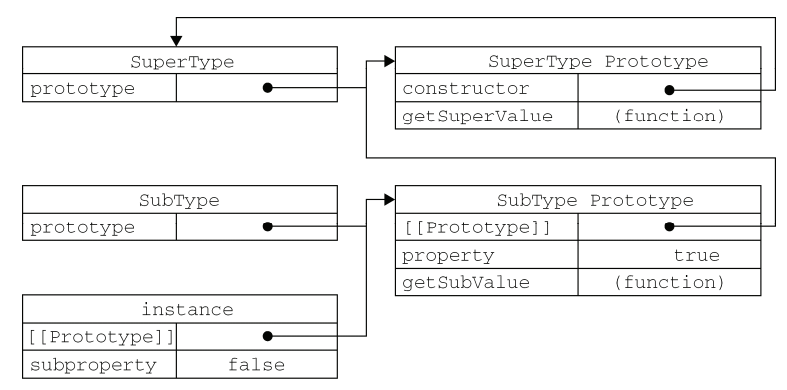 SuperType
prototype
SuperType Prototype
constructor
getSuperValue (function)
SubType
prototype
SubType Prototype
[[Prototype]]
property true
getSubValue (function)
instance
[[Prototype]]
subproperty false